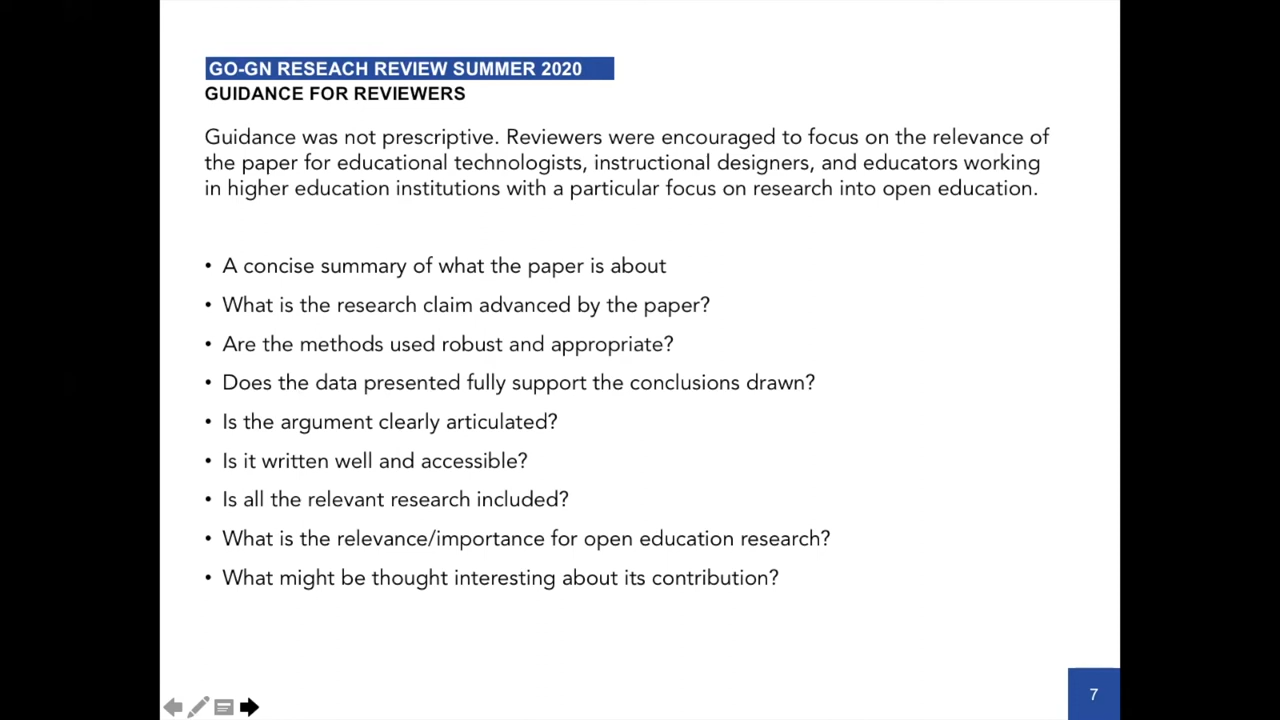 GO-GN RESEACH REVIEW SUMMER 2020
GUIDANCE FOR REVIEWERS
Guidance was not prescriptive. Reviewers were encouraged to focus on the relevance of
the paper for educational technologists, instructional designers, and educators working
in higher education institutions with a particular focus on research into open education.
• A concise summary of what the paper is about
• What is the research claim advanced by the paper?
• Are the methods used robust and appropriate?
• Does the data presented fully support the conclusions drawn?
• Is the argument clearly articulated?
• Is it written well and accessible?
• Is all the relevant research included?
• What is the relevance/importance for open education research?
• What might be thought interesting about its contribution?
7